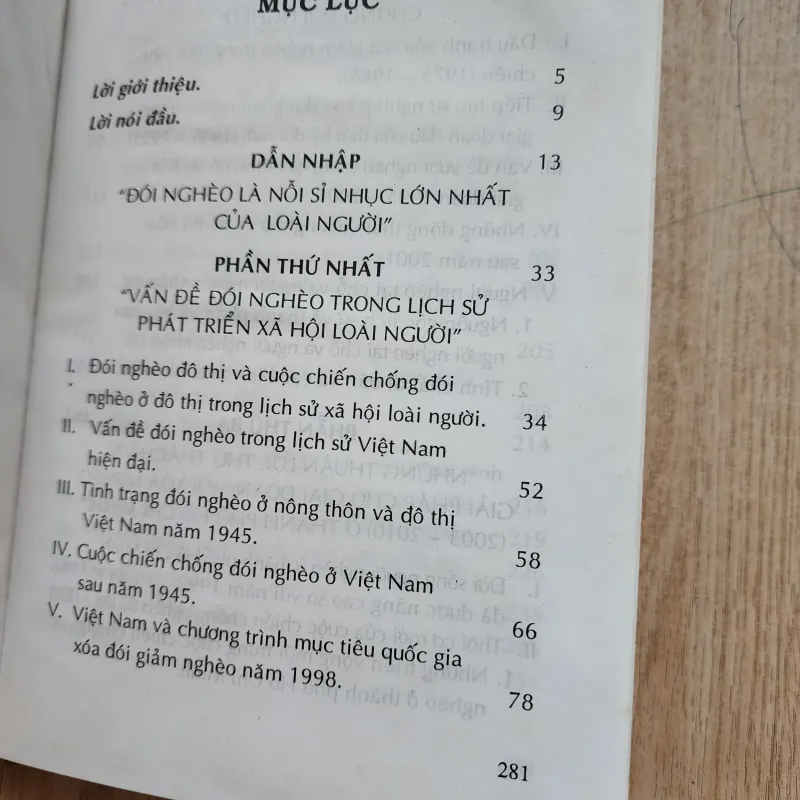 MỤC LỤC
Lời giới thiệu. 5
Lời nói đầu. 9
DẪN NHẬP 13
"ĐÓI NGHÈO LÀ NỖI SỈ NHỤC LỚN NHẤT
CỦA LOÀI NGƯỜI"
PHẦN THỨ NHẤT 33
"VẤN ĐỀ ĐÓI NGHÈO TRONG LỊCH SỬ
PHÁT TRIỂN XÃ HỘI LOÀI NGƯỜI"
I. Đói nghèo đô thị và cuộc chiến chống đói
nghèo ở đô thị trong lịch sử xã hội loài người. 34
II. Vấn đề đói nghèo trong lịch sử Việt Nam
hiện đại. 52
III. Tình trạng đói nghèo ở nông thôn và đô thị
Việt Nam năm 1945. 58
IV. Cuộc chiến chống đói nghèo ở Việt Nam
sau năm 1945. 66
V. Việt Nam và chương trình mục tiêu quốc gia
xóa đói giảm nghèo năm 1998. 78
281